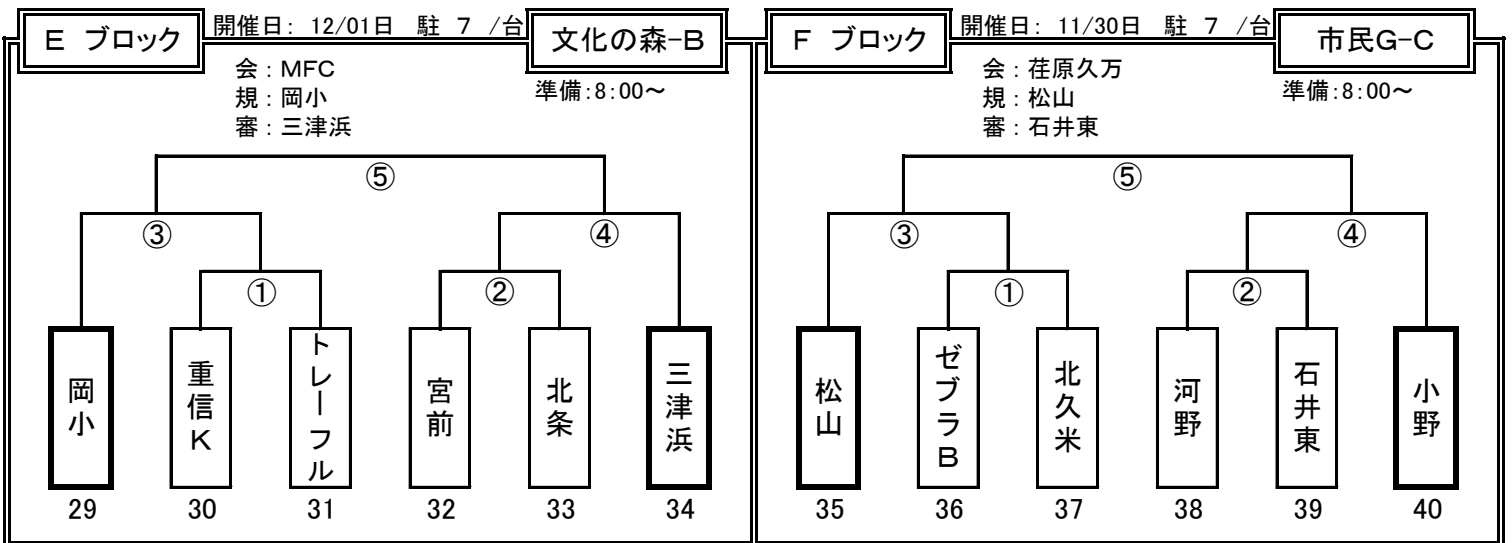 E ブロック
開催日: 12/01日 駐 7 /台
文化の森-B
会:MFC
規:岡小
審:三津浜
準備:8:00～
⑤
③
④
①
②
岡小
重信K
トレーフル
宮前
北条
三津浜
29 30 31 32 33 34
F ブロック
開催日: 11/30日 駐 7 /台
市民G-C
会:荏原久万
規:松山
審:石井東
準備:8:00～
⑤
③
④
①
②
松山
ゼブラB
北久米
河野
石井東
小野
35 36 37 38 39 40